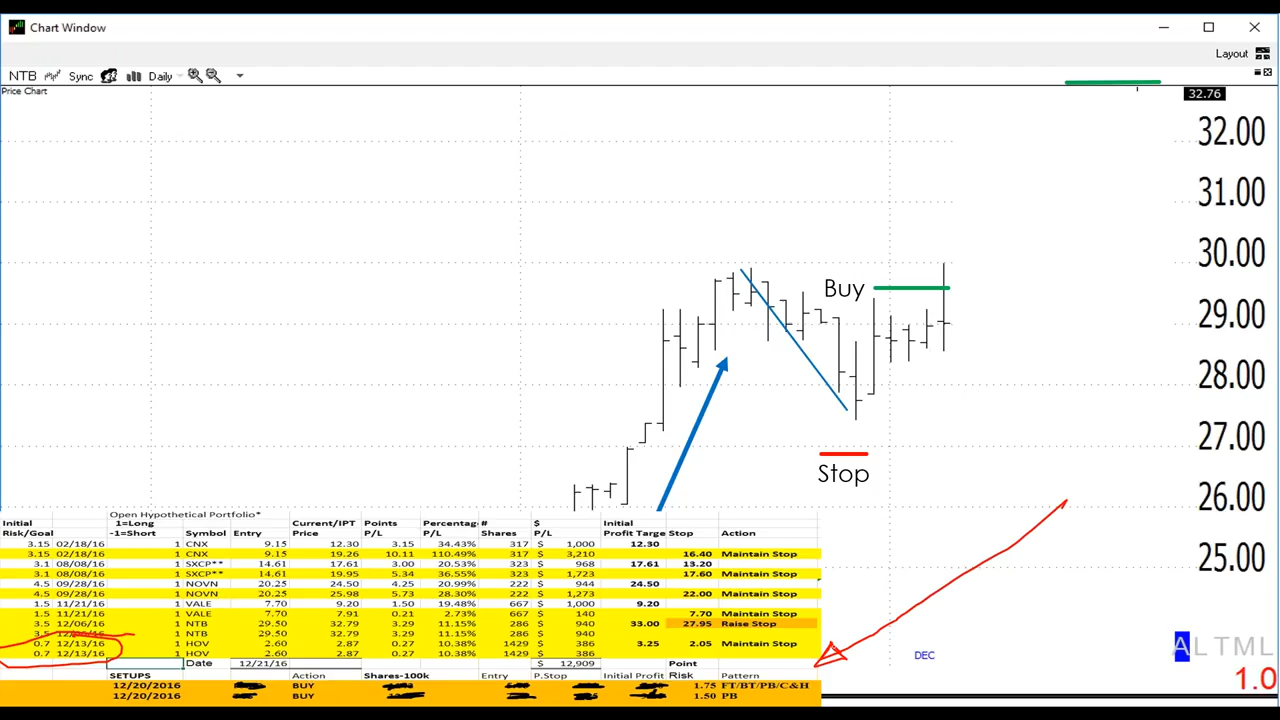 Chart Window
Layout
NTB Sync Daily
Price Chart
32.76
32.00
31.00
30.00
Buy
29.00
28.00
27.00
Stop
26.00
25.00
Open Hypothetical Portfolio*
Initial 1=Long Current/IPT Points Percentag # $ Initial
Risk/Goal -1=Short Symbol Entry Price P/L P/L Shares P/L Profit Targe Stop Action
3.15 02/18/16 1 CNX 9.15 12.30 3.15 34.43% 317 $ 1,000 12.30
3.15 02/18/16 1 CNX 9.15 19.26 10.11 110.49% 317 $ 3,210 16.40 Maintain Stop
3.1 08/08/16 1 SXCP** 14.61 17.61 3.00 20.53% 323 $ 968 17.61 13.20
3.1 08/08/16 1 SXCP** 14.61 19.95 5.34 36.55% 323 $ 1,723 17.60 Maintain Stop
4.5 09/28/16 1 NOVN 20.25 24.50 4.25 20.99% 222 $ 944 24.50
4.5 09/28/16 1 NOVN 20.25 25.98 5.73 28.30% 222 $ 1,273 22.00 Maintain Stop
1.5 11/21/16 1 VALE 7.70 9.20 1.50 19.48% 667 $ 1,000 9.20
1.5 11/21/16 1 VALE 7.70 7.91 0.21 2.73% 667 $ 140 7.70 Maintain Stop
3.5 12/06/16 1 NTB 29.50 32.79 3.29 11.15% 286 $ 940 33.00 27.95 Raise Stop
3.5 1 NTB 29.50 32.79 3.29 11.15% 286 $ 940
0.7 12/13/16 1 HOV 2.60 2.87 0.27 10.38% 1429 $ 386 3.25 2.05 Maintain Stop
0.7 12/13/16 1 HOV 2.60 2.87 0.27 10.38% 1429 $ 386
Date 12/21/16 $ 12,909 Point
SETUPS Action Shares-100k Entry P.Stop Initial Profit Risk Pattern
12/20/2016 BUY 1.75 FT/BT/PB/C&H
12/20/2016 BUY 1.50 PB
DEC
ALTML
1.0